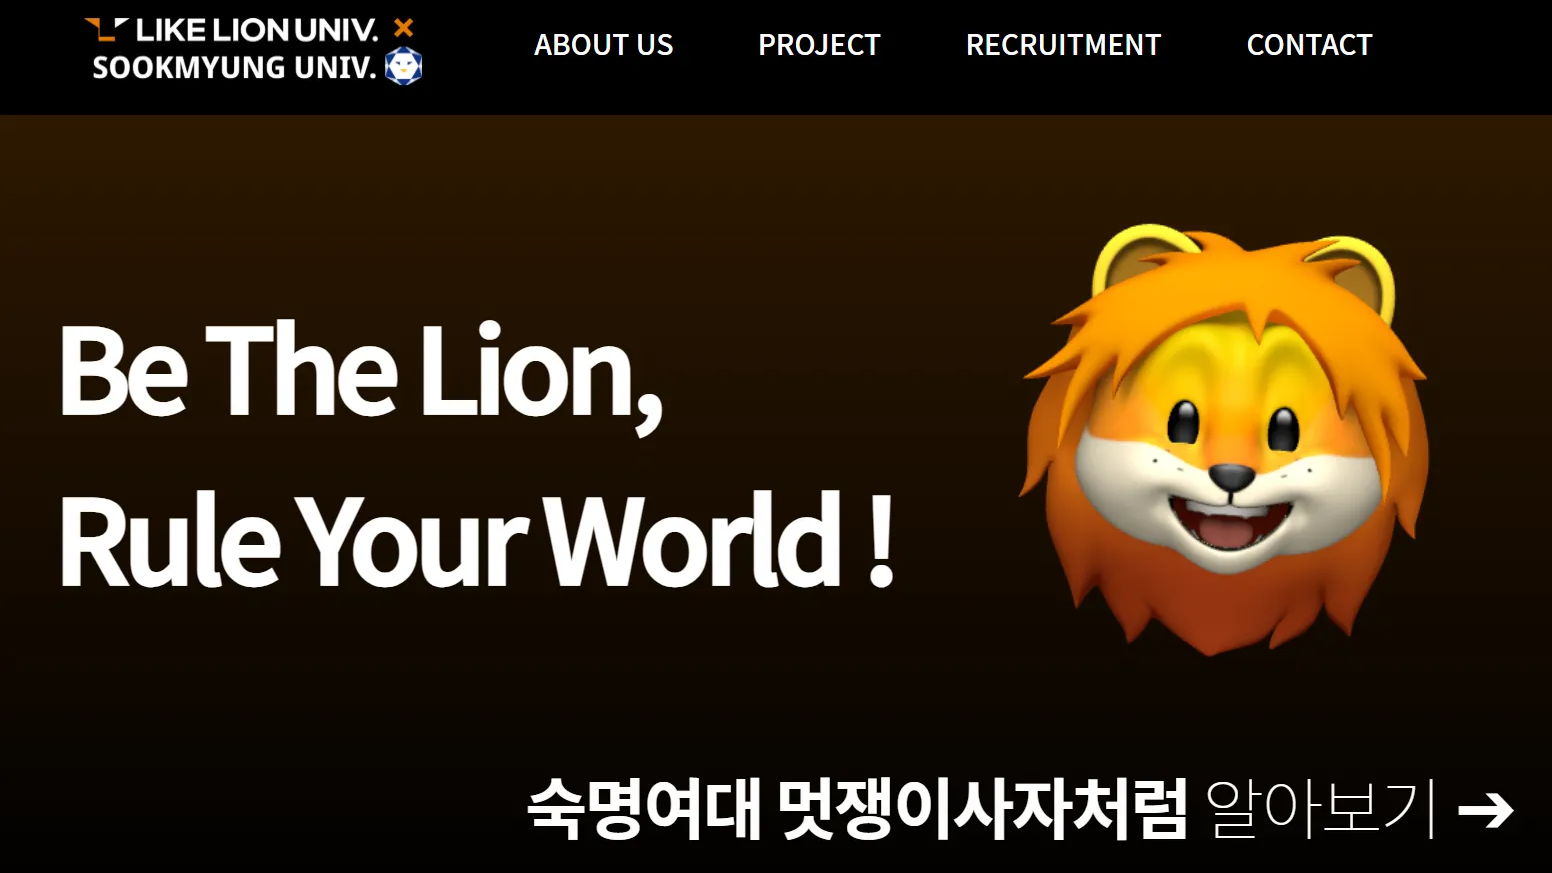 LIKE LION UNIV. ×
SOOKMYUNG UNIV.
ABOUT US
PROJECT
RECRUITMENT
CONTACT
Be The Lion,
Rule Your World !
숙명여대 멋쟁이사자처럼 알아보기 ➔